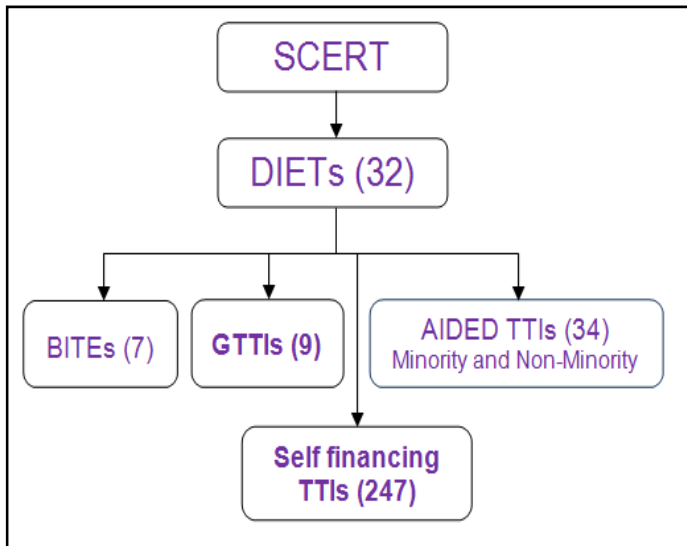 SCERT
DIETs (32)
BITEs (7)
GTTIs (9)
AIDED TTIs (34)
Minority and Non-Minority
Self financing
TTIs (247)